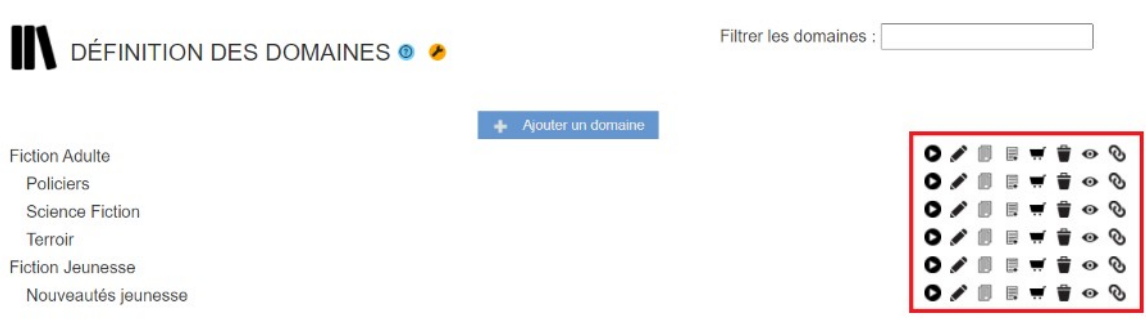 DÉFINITION DES DOMAINES
Filtrer les domaines :
Ajouter un domaine
Fiction Adulte
Policiers
Science Fiction
Terroir
Fiction Jeunesse
Nouveautés jeunesse